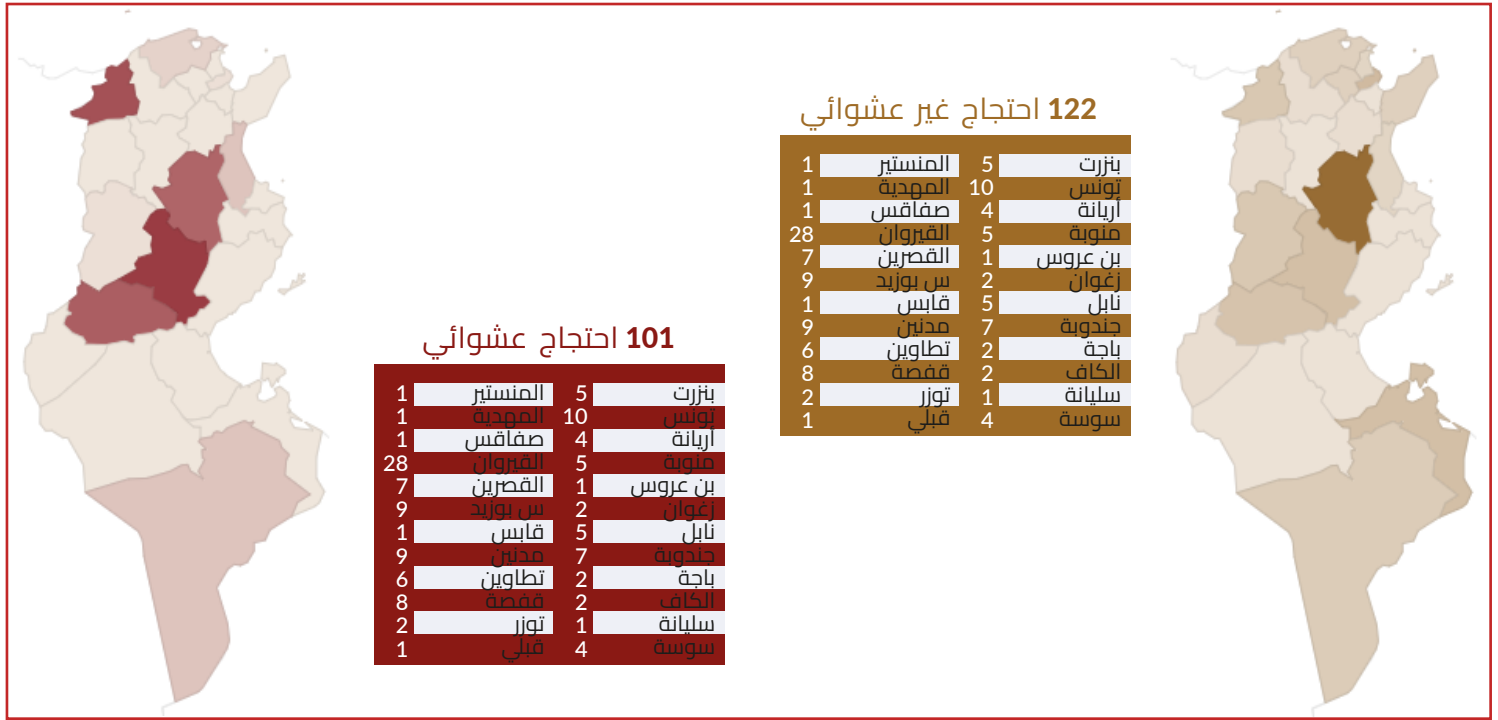 122 احتجاج غير عشوائي
بنزرت 5 المنستير 1
تونس 10 المهدية 1
أريانة 4 صفاقس 1
منوبة 5 القيروان 28
بن عروس 1 القصرين 7
زغوان 2 س بوزيد 9
نابل 5 قابس 1
جندوبة 7 مدنين 9
باجة 2 تطاوين 6
الكاف 2 قفصة 8
سليانة 1 توزر 2
سوسة 4 قبلي 1
101 احتجاج عشوائي
بنزرت 5 المنستير 1
تونس 10 المهدية 1
أريانة 4 صفاقس 1
منوبة 5 القيروان 28
بن عروس 1 القصرين 7
زغوان 2 س بوزيد 9
نابل 5 قابس 1
جندوبة 7 مدنين 9
باجة 2 تطاوين 6
الكاف 2 قفصة 8
سليانة 1 توزر 2
سوسة 4 قبلي 1